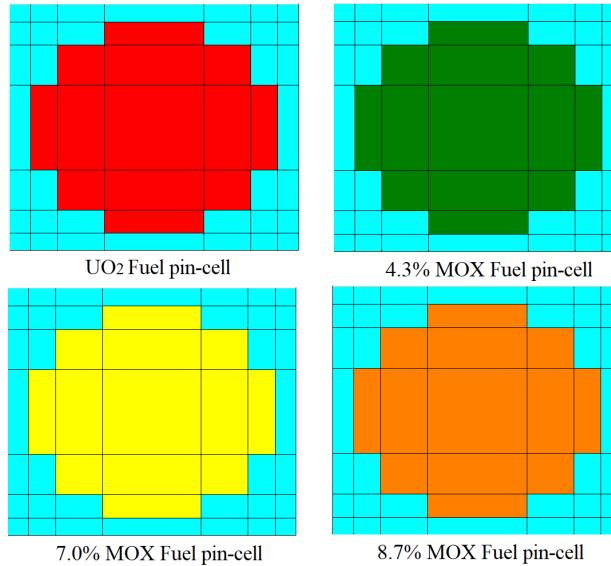 UO2 Fuel pin-cell
4.3% MOX Fuel pin-cell
7.0% MOX Fuel pin-cell
8.7% MOX Fuel pin-cell